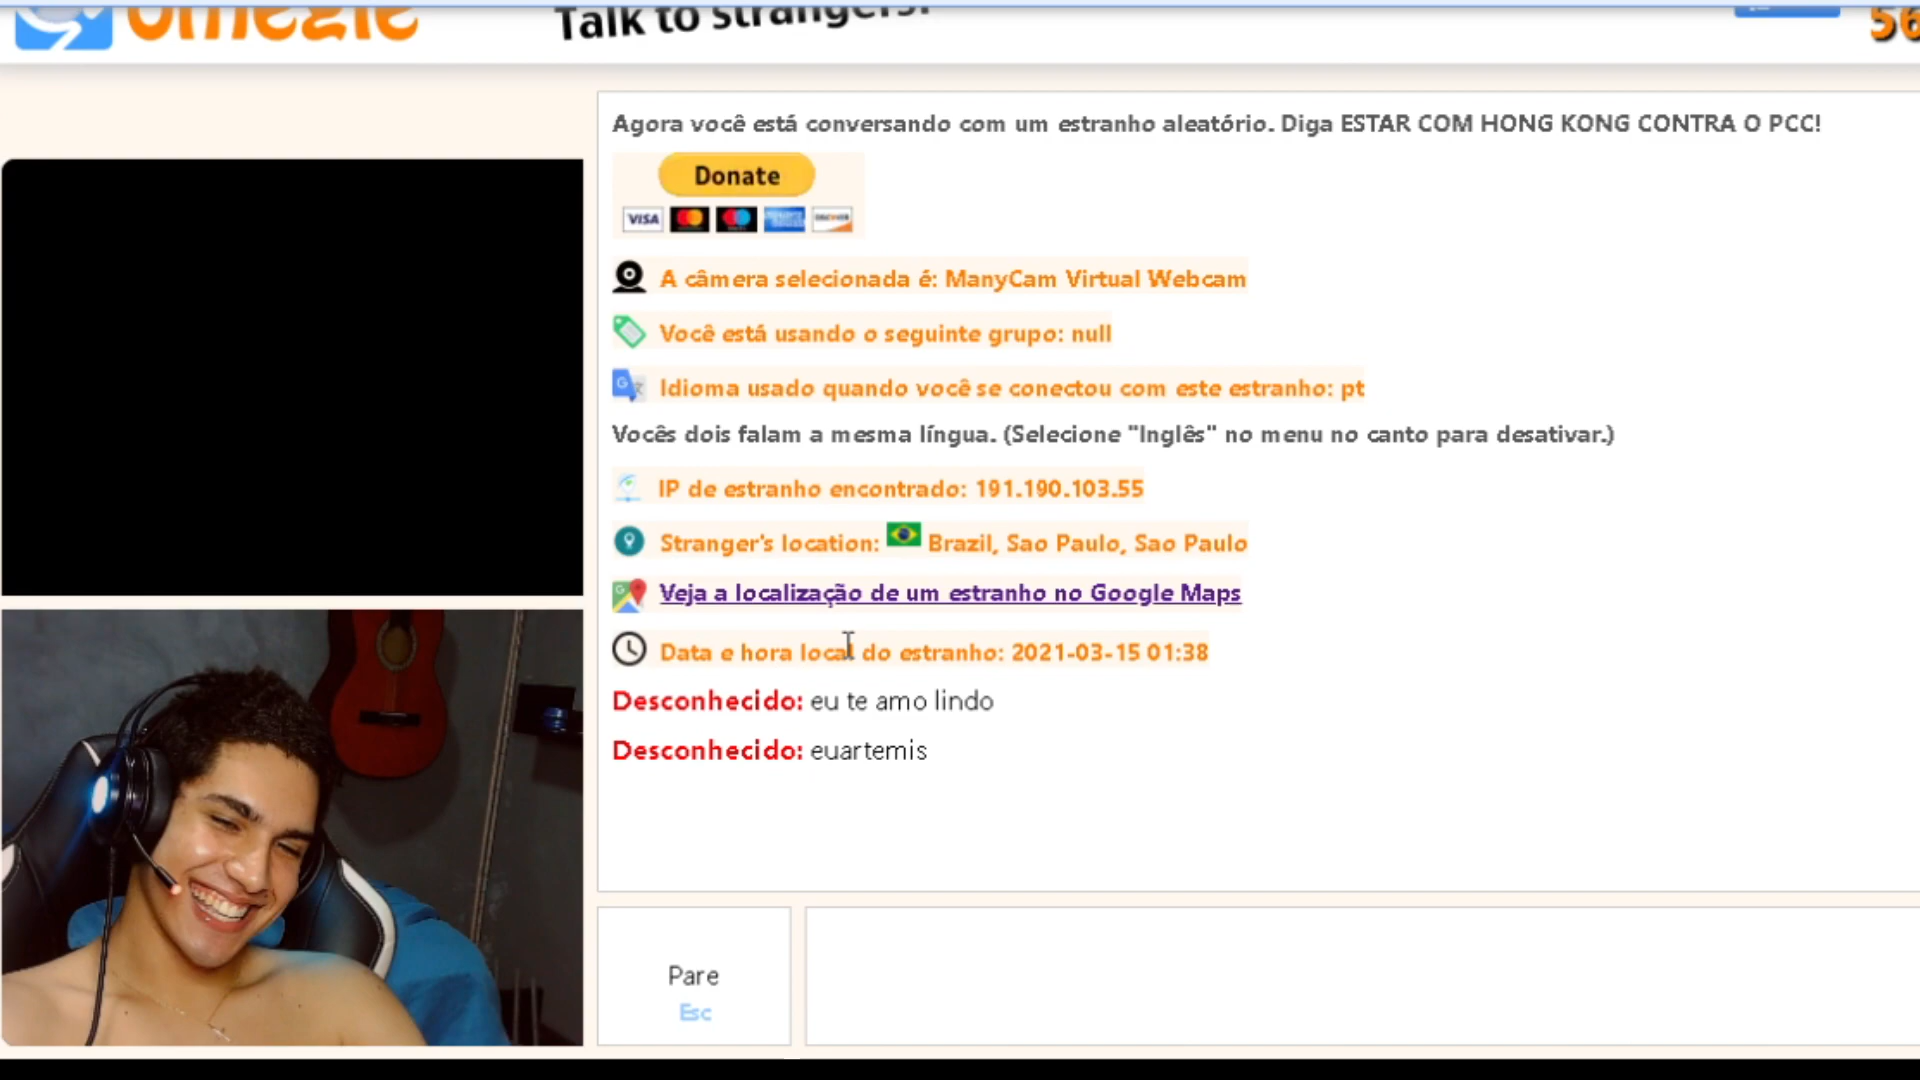 omegle
Talk to strangers!
56
Agora você está conversando com um estranho aleatório. Diga ESTAR COM HONG KONG CONTRA O PCC!
Donate
VISA
DISCOVER
A câmera selecionada é: ManyCam Virtual Webcam
Você está usando o seguinte grupo: null
Idioma usado quando você se conectou com este estranho: pt
Vocês dois falam a mesma língua. (Selecione "Inglês" no menu no canto para desativar.)
IP de estranho encontrado: 191.190.103.55
Stranger's location: Brazil, Sao Paulo, Sao Paulo
Veja a localização de um estranho no Google Maps
Data e hora local do estranho: 2021-03-15 01:38
Desconhecido: eu te amo lindo
Desconhecido: euartemis
Pare
Esc